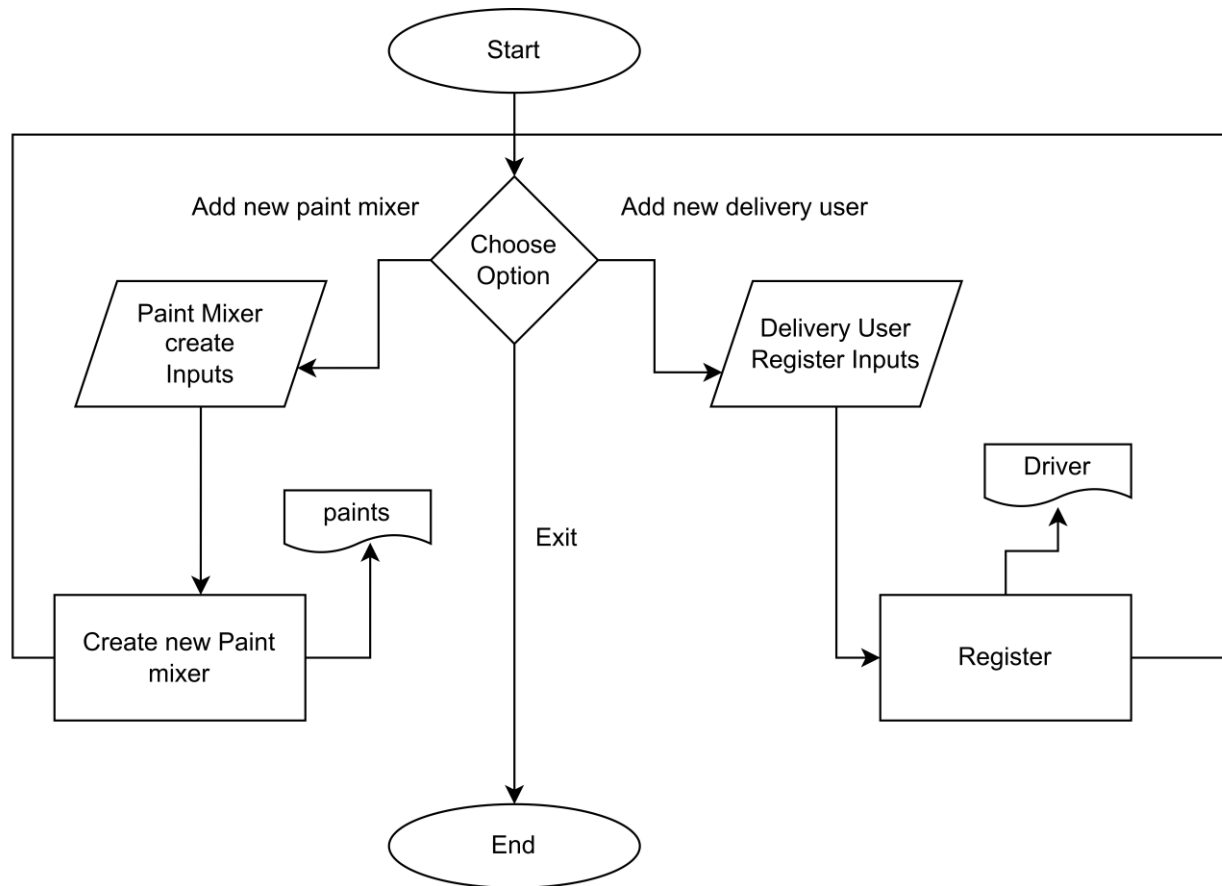 Start
Add new paint mixer
Add new delivery user
Choose
Option
Paint Mixer
create
Inputs
Delivery User
Register Inputs
Driver
paints
Exit
Create new Paint
mixer
Register
End